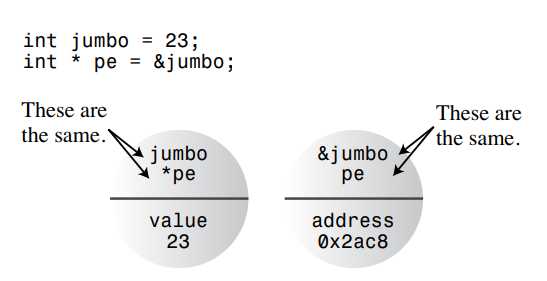 int jumbo = 23;
int * pe = &jumbo;
These are
the same.
jumbo
*pe
value
23
These are
the same.
&jumbo
pe
address
0x2ac8